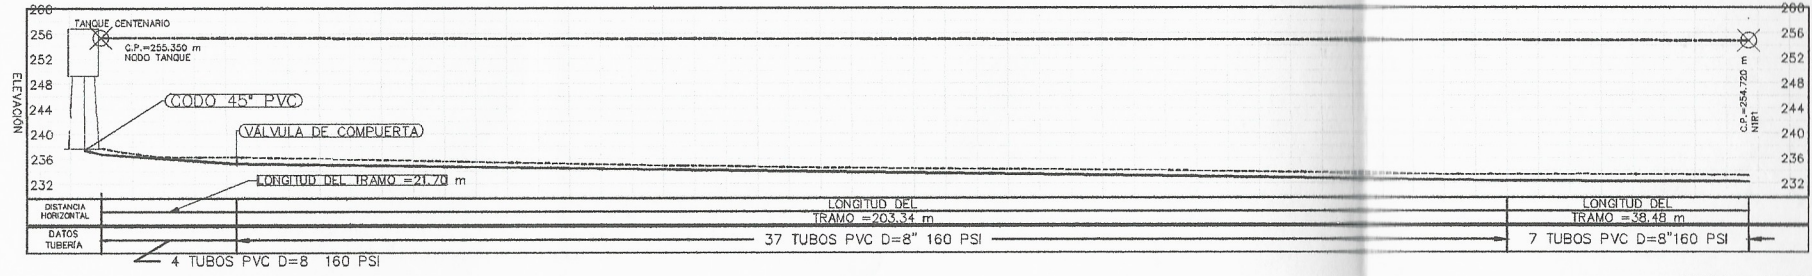 260
256
252
248
244
240
236
232
ELEVACIÓN
TANQUE CENTENARIO
C.P.=255.350 m
NODO TANQUE
CODO 45° PVC
VÁLVULA DE COMPUERTA
LONGITUD DEL TRAMO =21.70 m
C.P.=254.720 m
N1R1
260
256
252
248
244
240
236
232
DISTANCIA
HORIZONTAL
LONGITUD DEL
TRAMO =203.34 m
LONGITUD DEL
TRAMO =38.48 m
DATOS
TUBERÍA
37 TUBOS PVC D=8" 160 PSI
7 TUBOS PVC D=8"160 PSI
4 TUBOS PVC D=8 160 PSI